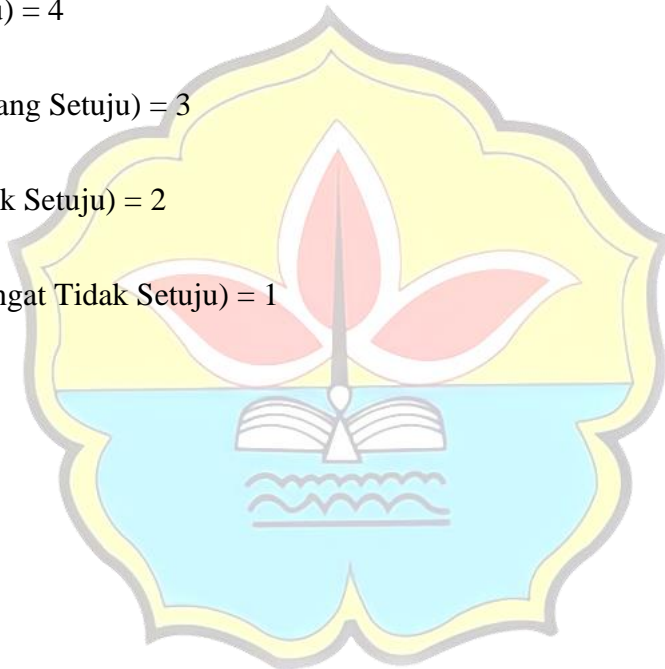 ) = 4
ang Setuju) = 3
k Setuju) = 2
ngat Tidak Setuju) = 1